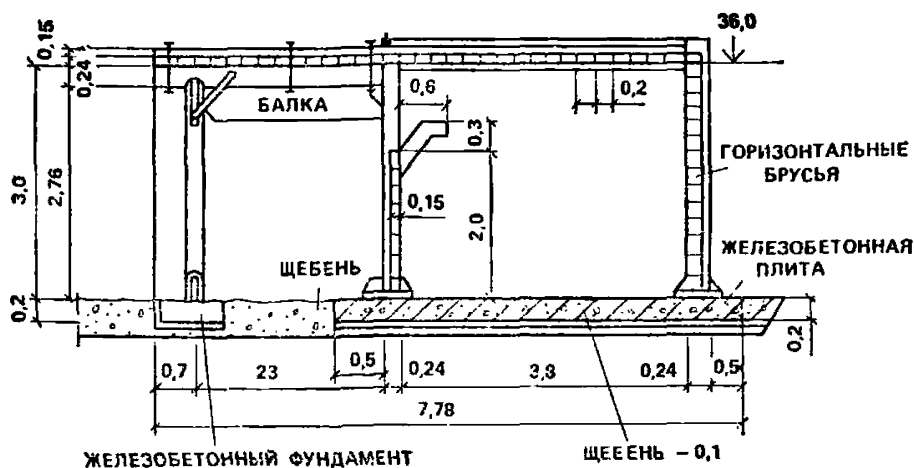 0,15
36,0
0,24
0,6
0,2
БАЛКА
0,3
ГОРИЗОНТАЛЬНЫЕ
БРУСЬЯ
3,0
2,76
0,15
2,0
ЖЕЛЕЗОБЕТОННАЯ
ПЛИТА
ЩЕБЕНЬ
0,2
0,2
0,7
23
0,5
0,24
3,3
0,24
0,5
7,78
ЖЕЛЕЗОБЕТОННЫЙ ФУНДАМЕНТ
ЩЕЕЕНЬ – 0,1